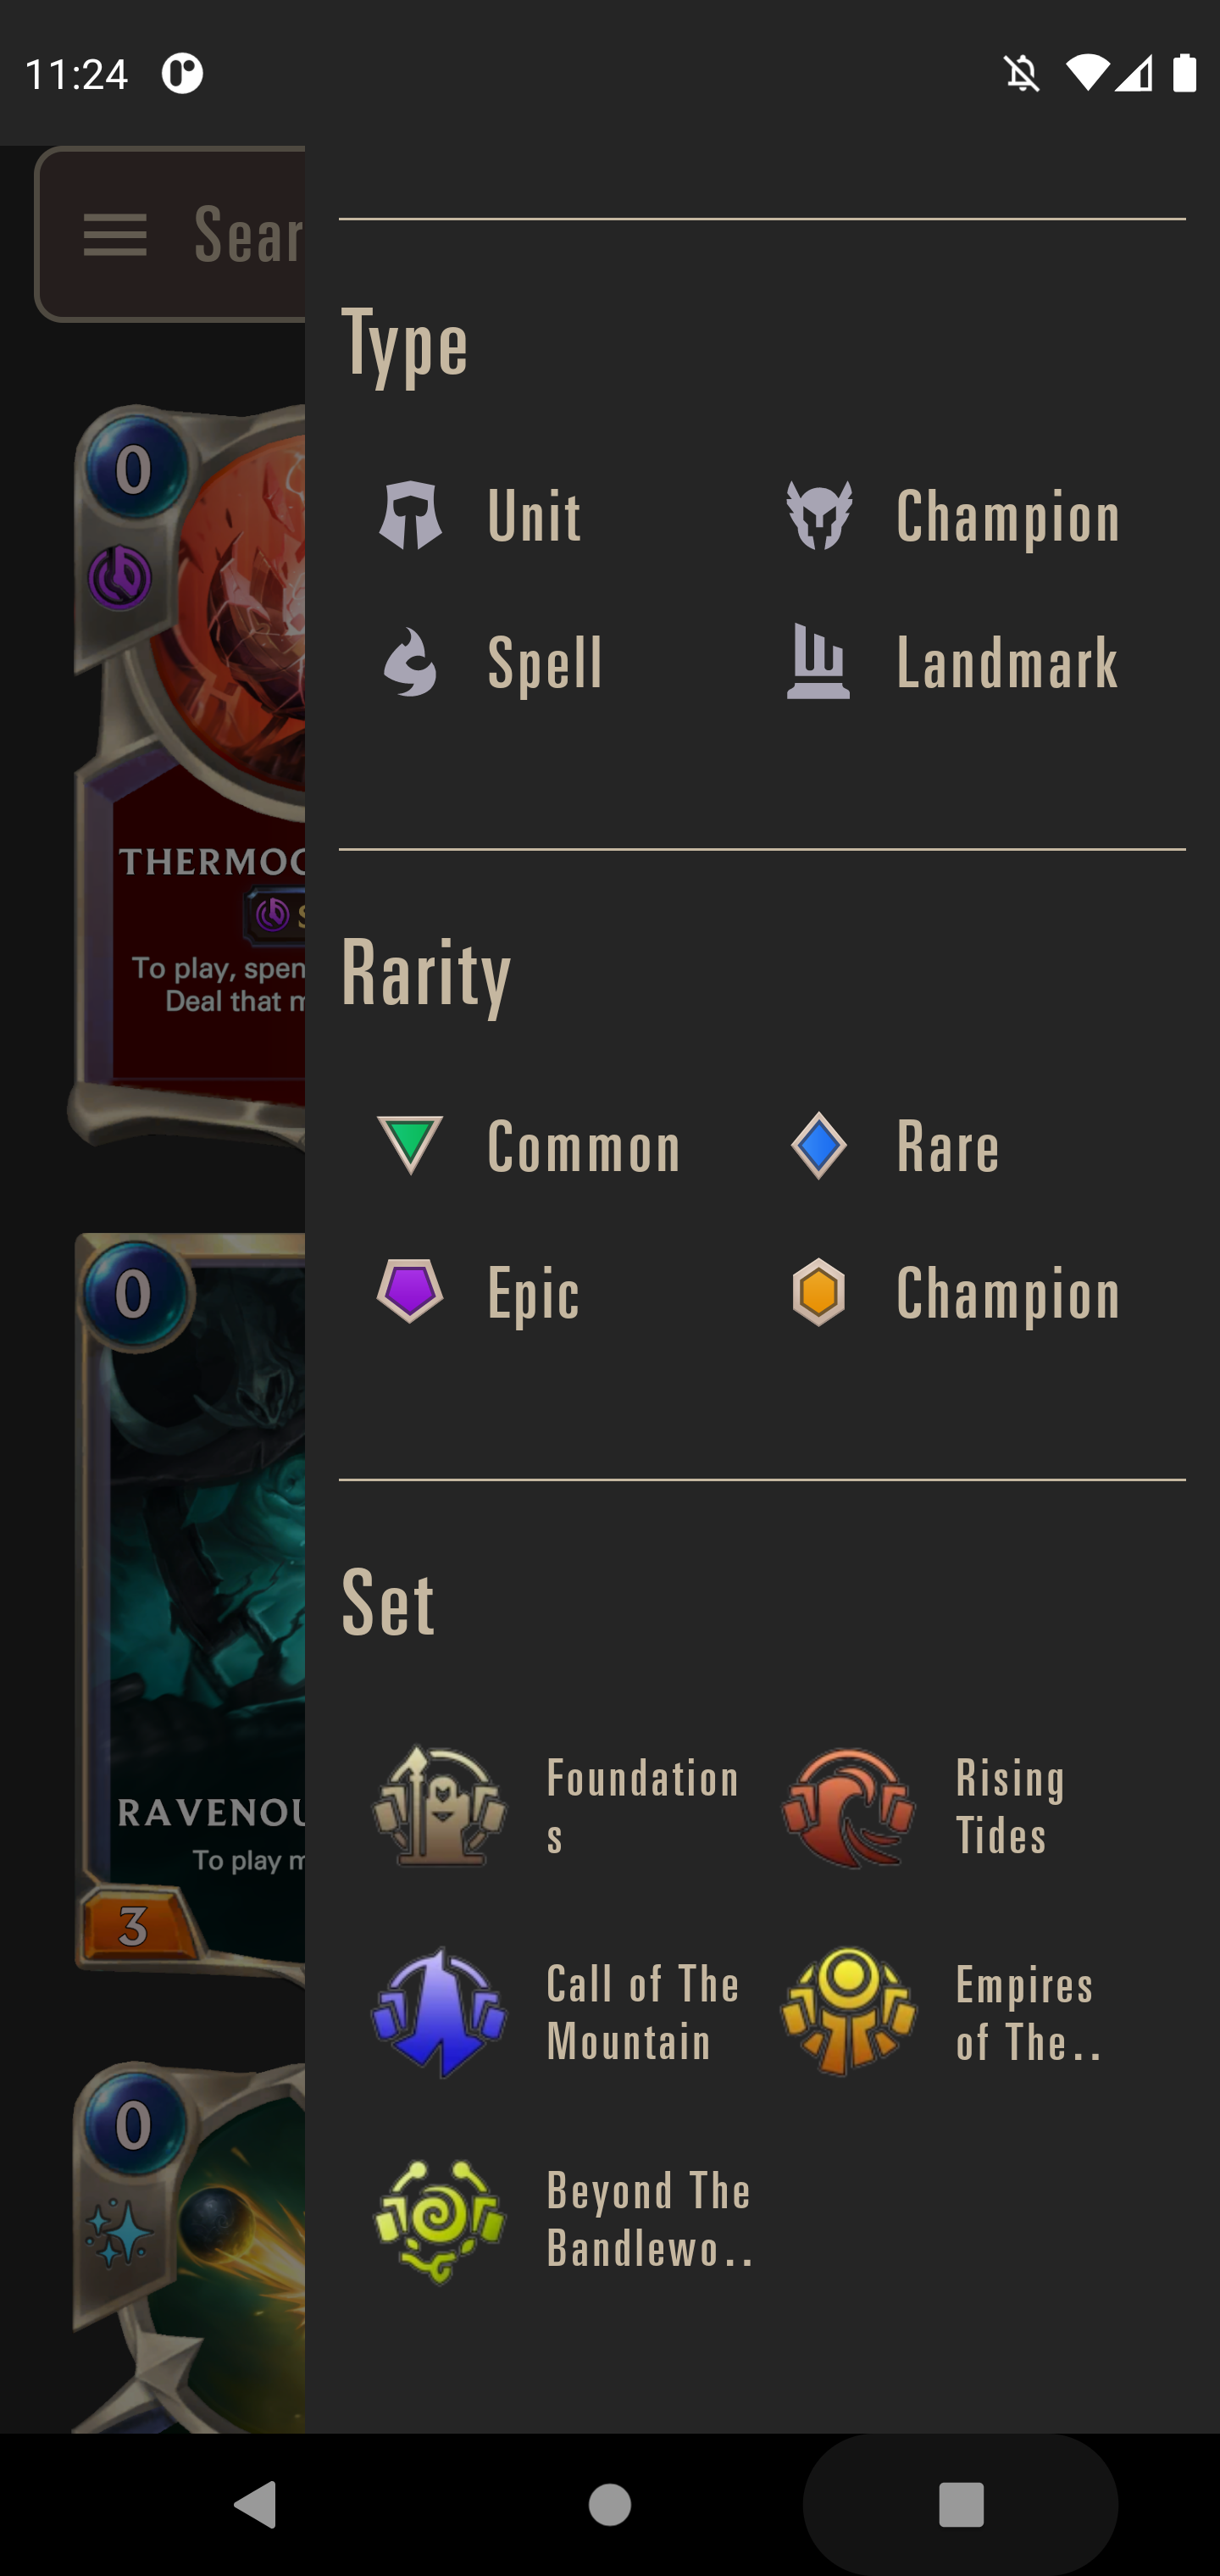 11:24
Sear
Type
0
Unit
Champion
Spell
Landmark
THERMO
To play, spen
Deal that m
Rarity
Common
Rare
0
Epic
Champion
Set
Foundation
s
Rising
Tides
RAVENOU
To play m
3
Call of The
Mountain
Empires
of The..
0
Beyond The
Bandlewo..